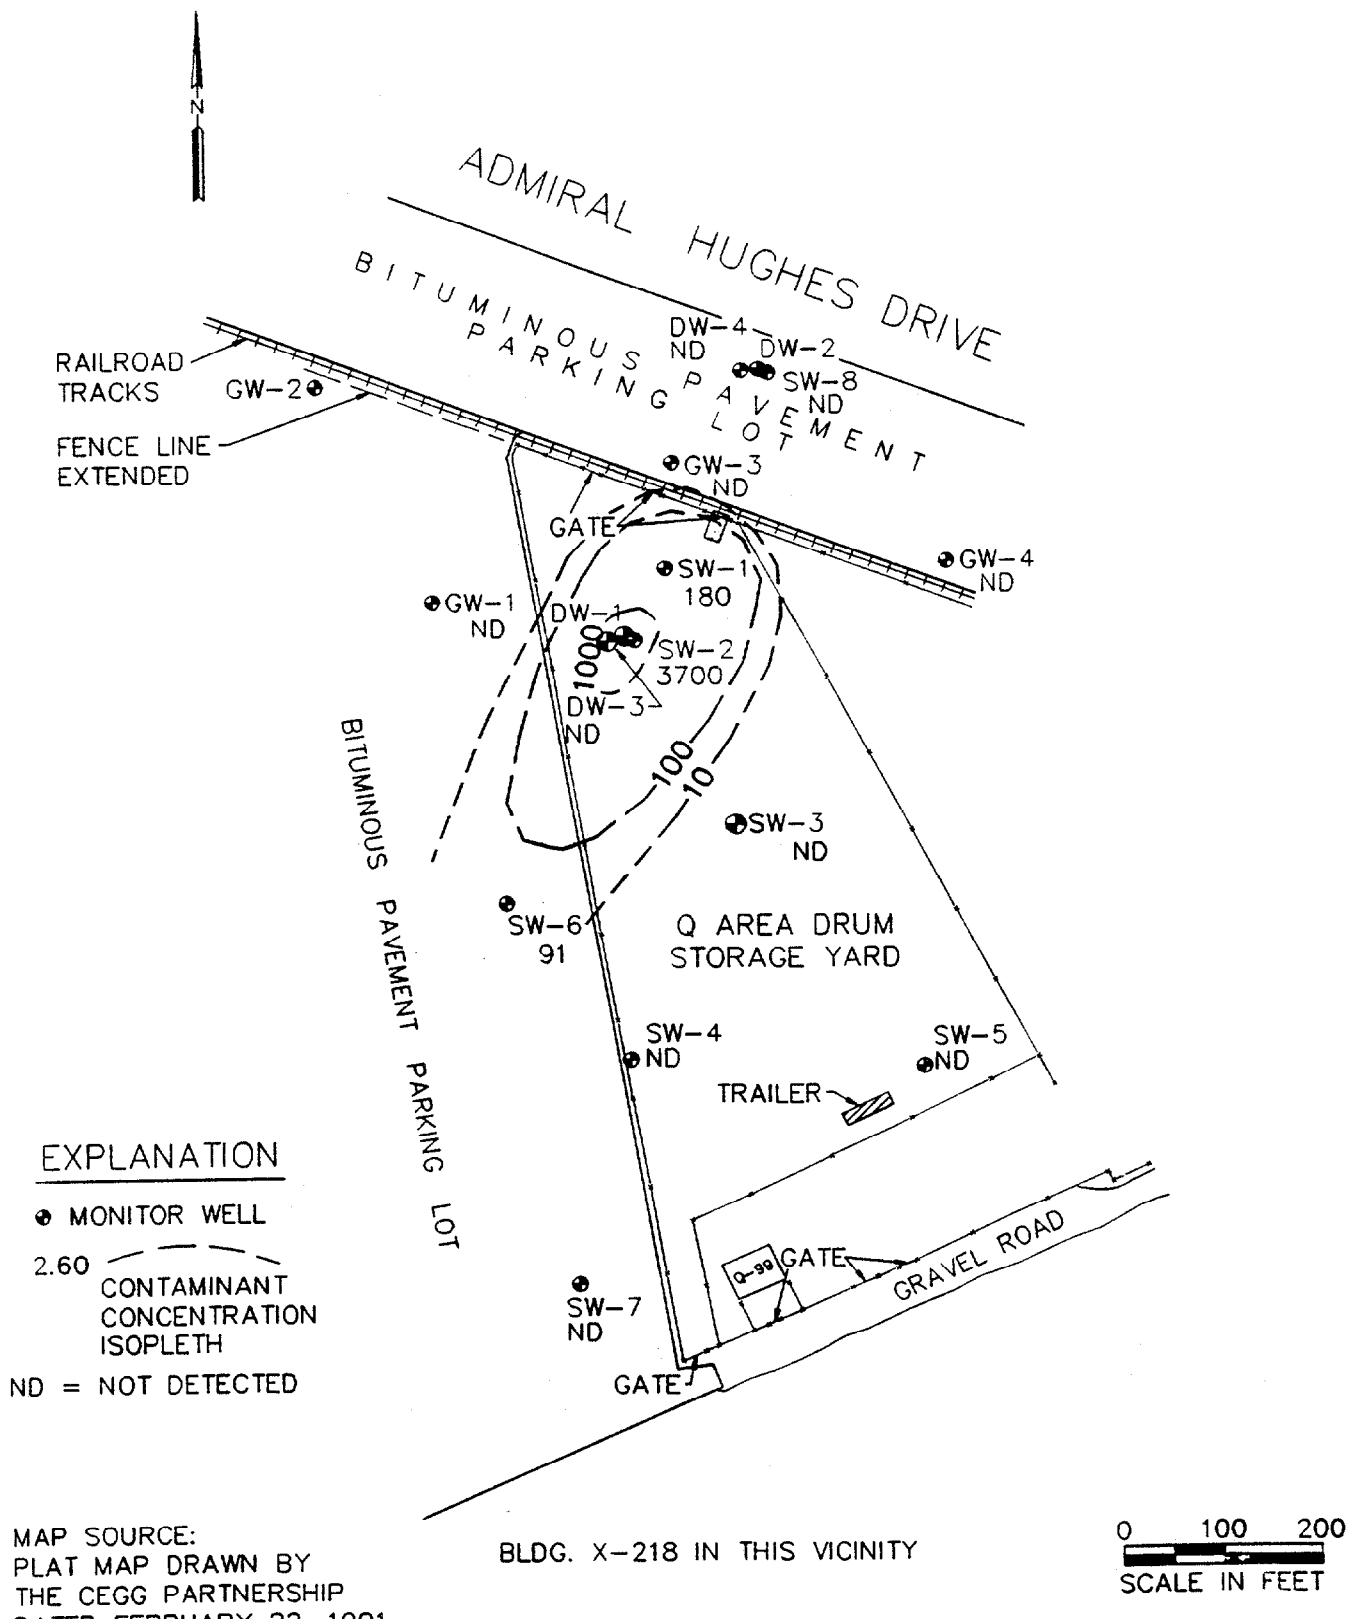 N
ADMIRAL HUGHES DRIVE
BITUMINOUS PAVEMENT
PARKING LOT
DW-4
ND
DW-2
SW-8
ND
RAILROAD
TRACKS
GW-2
FENCE LINE
EXTENDED
GW-3
ND
GATE
GW-4
ND
SW-1
180
GW-1
ND
DW-1
1000
SW-2
3700
DW-3
ND
100
10
BITUMINOUS PAVEMENT PARKING LOT
SW-3
ND
SW-6
91
Q AREA DRUM
STORAGE YARD
SW-4
ND
SW-5
ND
TRAILER
EXPLANATION
MONITOR WELL
2.60
CONTAMINANT
CONCENTRATION
ISOPLETH
ND = NOT DETECTED
Q-99
GATE
GRAVEL ROAD
SW-7
ND
GATE
MAP SOURCE:
PLAT MAP DRAWN BY
THE CEGG PARTNERSHIP
BLDG. X-218 IN THIS VICINITY
0 100 200
SCALE IN FEET